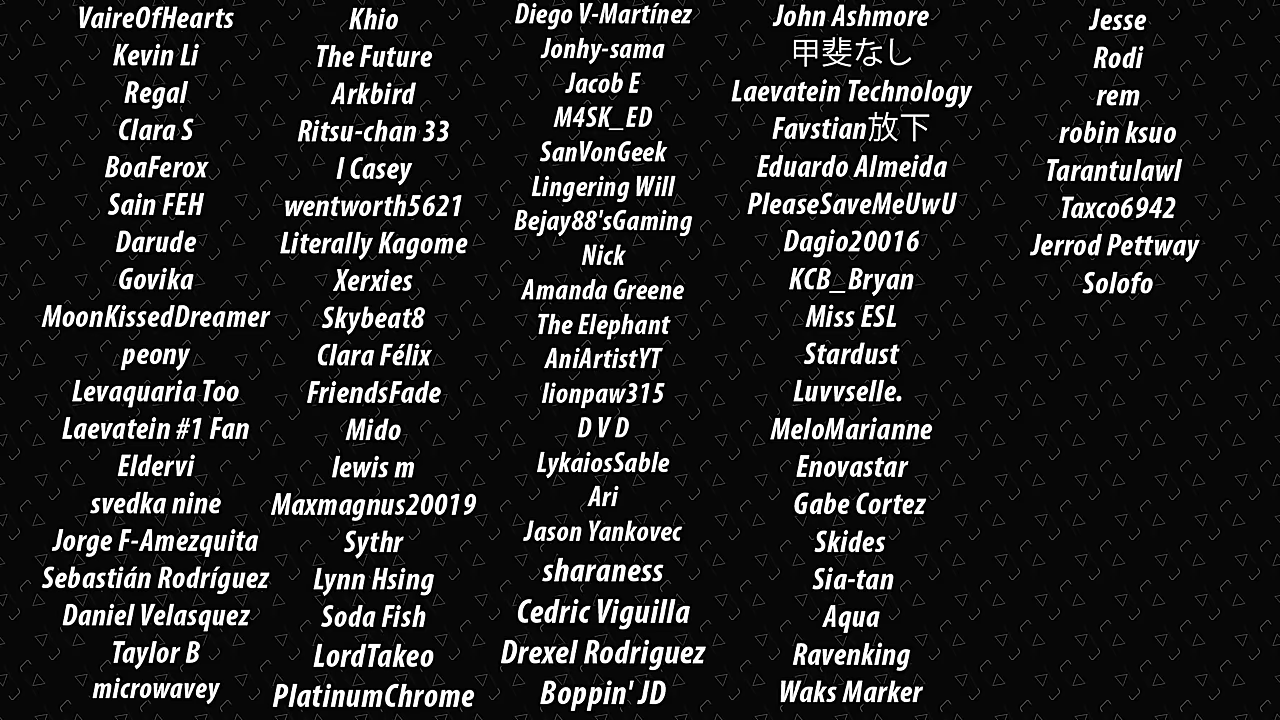 VaireOfHearts
Kevin Li
Regal
Clara S
BoaFerox
Sain FEH
Darude
Govika
MoonKissedDreamer
peony
Levaquaria Too
Laevatein #1 Fan
Eldervi
svedka nine
Jorge F-Amezquita
Sebastián Rodríguez
Daniel Velasquez
Taylor B
microwavey
Khio
The Future
Arkbird
Ritsu-chan 33
I Casey
wentworth5621
Literally Kagome
Xerxies
Skybeat8
Clara Félix
FriendsFade
Mido
lewis m
Maxmagnus20019
Sythr
Lynn Hsing
Soda Fish
LordTakeo
PlatinumChrome
Diego V-Martínez
Jonhy-sama
Jacob E
M4SK_ED
SanVonGeek
Lingering Will
Bejay88'sGaming
Nick
Amanda Greene
The Elephant
AniArtistYT
lionpaw315
D V D
LykaiosSable
Ari
Jason Yankovec
sharaness
Cedric Viguilla
Drexel Rodriguez
Boppin' JD
John Ashmore
甲斐なし
Laevatein Technology
Favstian放下
Eduardo Almeida
PleaseSaveMeUwU
Dagio20016
KCB_Bryan
Miss ESL
Stardust
Luvvselle.
MeloMarianne
Enovastar
Gabe Cortez
Skides
Sia-tan
Aqua
Ravenking
Waks Marker
Jesse
Rodi
rem
robin ksuo
Tarantulawl
Taxco6942
Jerrod Pettway
Solofo